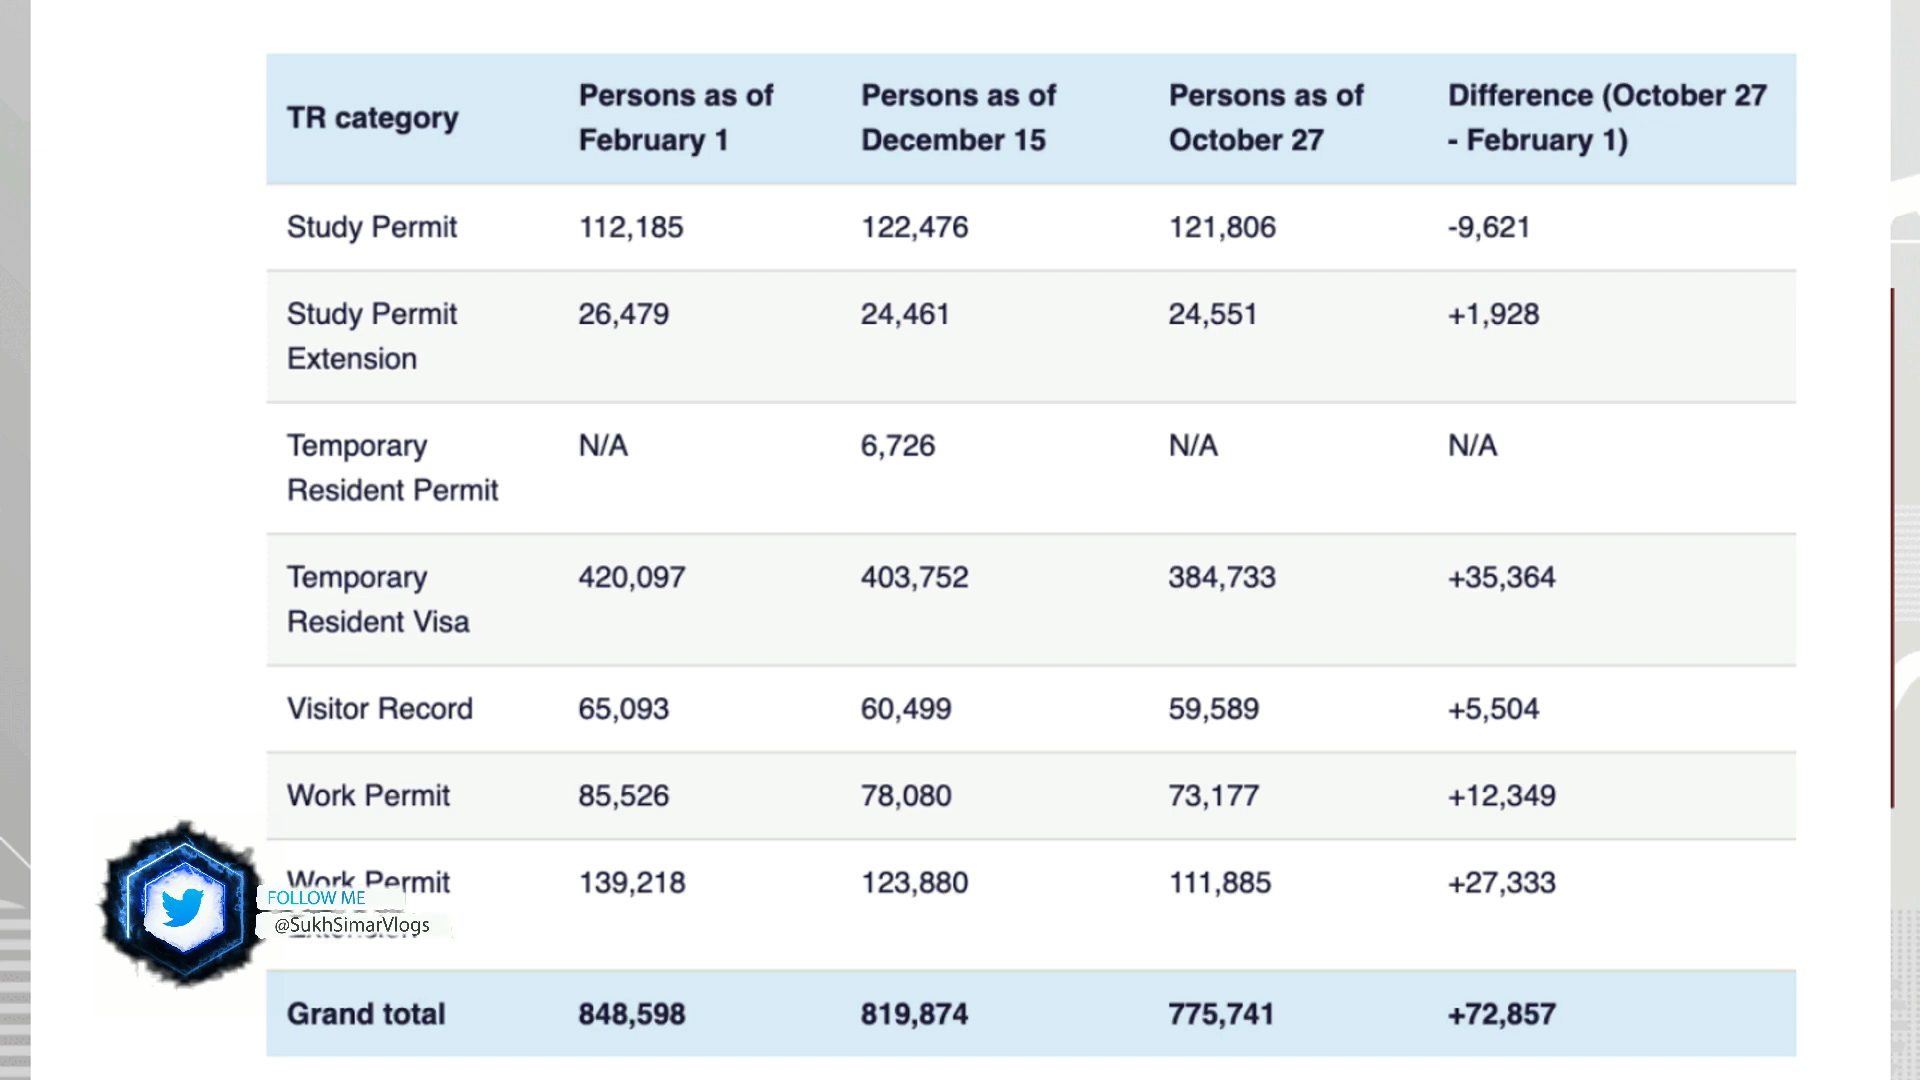 TR category
Persons as of
February 1
Persons as of
December 15
Persons as of
October 27
Difference (October 27
- February 1)
Study Permit 112,185 122,476 121,806 -9,621
Study Permit
Extension
26,479 24,461 24,551 +1,928
Temporary
Resident Permit
N/A 6,726 N/A N/A
Temporary
Resident Visa
420,097 403,752 384,733 +35,364
Visitor Record 65,093 60,499 59,589 +5,504
Work Permit 85,526 78,080 73,177 +12,349
Work Permit
139,218 123,880 111,885 +27,333
FOLLOW ME
@SukhSimarVlogs
Grand total 848,598 819,874 775,741 +72,857